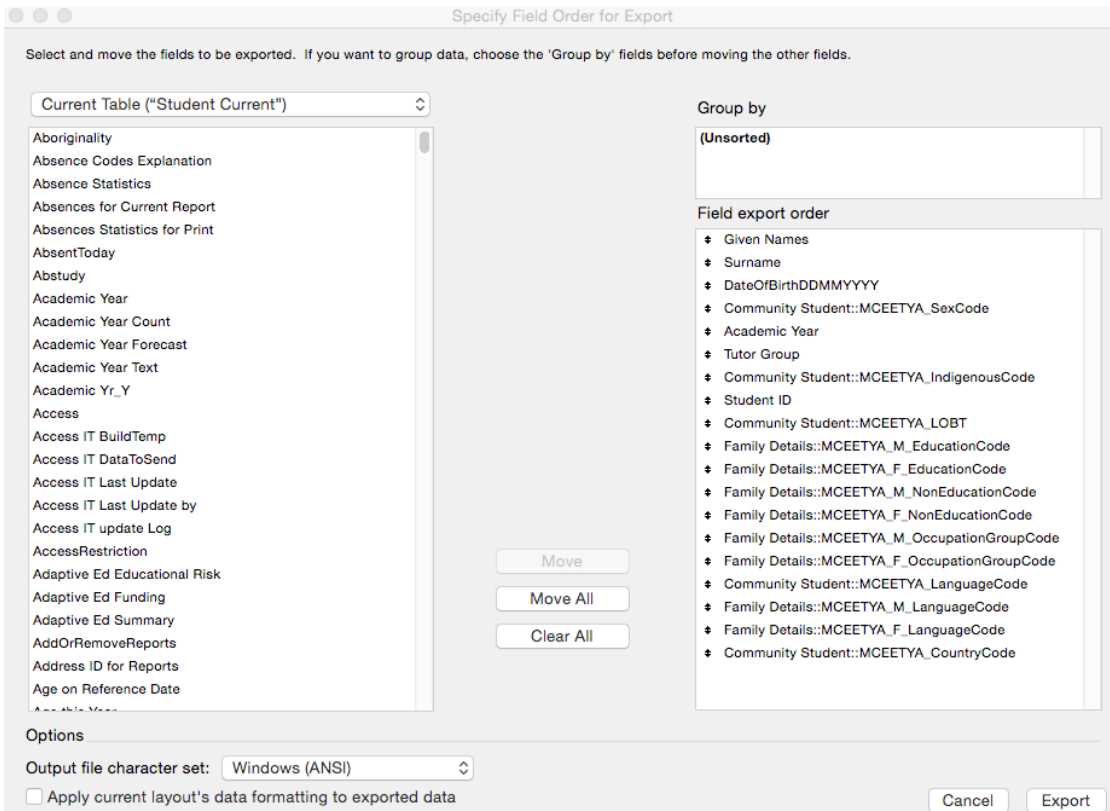 Specify Field Order for Export
Select and move the fields to be exported.  If you want to group data, choose the 'Group by' fields before moving the other fields.
Current Table (“Student Current”)
Aboriginality
Absence Codes Explanation
Absence Statistics
Absences for Current Report
Absences Statistics for Print
AbsentToday
Abstudy
Academic Year
Academic Year Count
Academic Year Forecast
Academic Year Text
Academic Yr_Y
Access
Access IT BuildTemp
Access IT DataToSend
Access IT Last Update
Access IT Last Update by
Access IT update Log
AccessRestriction
Adaptive Ed Educational Risk
Adaptive Ed Funding
Adaptive Ed Summary
AddOrRemoveReports
Address ID for Reports
Age on Reference Date
Age this Year
Move
Move All
Clear All
Group by
(Unsorted)
Field export order
Given Names
Surname
DateOfBirthDDMMYYYY
Community Student::MCEETYA_SexCode
Academic Year
Tutor Group
Community Student::MCEETYA_IndigenousCode
Student ID
Community Student::MCEETYA_LOBT
Family Details::MCEETYA_M_EducationCode
Family Details::MCEETYA_F_EducationCode
Family Details::MCEETYA_M_NonEducationCode
Family Details::MCEETYA_F_NonEducationCode
Family Details::MCEETYA_M_OccupationGroupCode
Family Details::MCEETYA_F_OccupationGroupCode
Community Student::MCEETYA_LanguageCode
Family Details::MCEETYA_M_LanguageCode
Family Details::MCEETYA_F_LanguageCode
Community Student::MCEETYA_CountryCode
Options
Output file character set: Windows (ANSI)
Apply current layout's data formatting to exported data
Cancel
Export